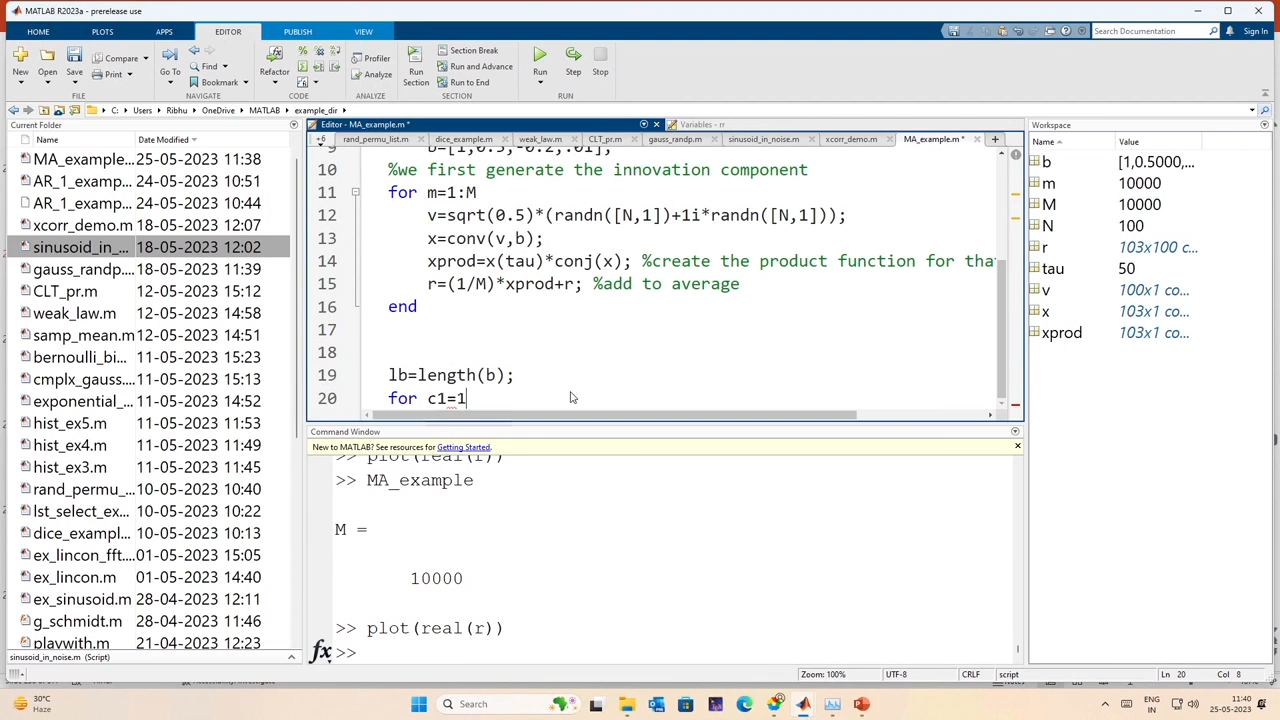 MATLAB R2023a - prerelease use
HOME PLOTS APPS EDITOR PUBLISH VIEW
Search Documentation Sign In
New Open Save Compare Print Go To Find Bookmark Refactor Profiler Analyze Run Section Section Break Run and Advance Run to End Run Step Stop
FILE NAVIGATE CODE ANALYZE SECTION RUN
C: Users Ribhu OneDrive MATLAB example_dir
Current Folder
Name Date Modified
MA_example... 25-05-2023 11:38
AR_1_examp... 24-05-2023 10:51
AR_1_examp... 24-05-2023 10:44
xcorr_demo.m 18-05-2023 12:07
sinusoid_in_... 18-05-2023 12:02
gauss_randp... 18-05-2023 11:39
CLT_pr.m 12-05-2023 15:12
weak_law.m 12-05-2023 14:58
samp_mean.m 12-05-2023 14:51
bernoulli_bi... 11-05-2023 15:23
cmplx_gauss... 11-05-2023 15:13
exponential_... 11-05-2023 14:42
hist_ex5.m 11-05-2023 11:53
hist_ex4.m 11-05-2023 11:49
hist_ex3.m 11-05-2023 11:45
rand_permu_... 10-05-2023 10:40
lst_select_ex... 10-05-2023 10:22
dice_exampl... 10-05-2023 10:13
ex_lincon_fft... 01-05-2023 15:05
ex_lincon.m 01-05-2023 14:40
ex_sinusoid.m 28-04-2023 12:11
g_schmidt.m 28-04-2023 11:46
playwith.m 21-04-2023 12:23
sinusoid_in_noise.m (Script)
Editor - MA_example.m * Variables - rr
rand_permu_list.m dice_example.m weak_law.m CLT_pr.m gauss_randp.m sinusoid_in_noise.m xcorr_demo.m MA_example.m *
9 b=[1,0.5,-0.2,.01];
10 %we first generate the innovation component
11 for m=1:M
12 v=sqrt(0.5)*(randn([N,1])+1i*randn([N,1]));
13 x=conv(v,b);
14 xprod=x(tau)*conj(x); %create the product function for tha
15 r=(1/M)*xprod+r; %add to average
16 end
17
18
19 lb=length(b);
20 for c1=1
Command Window
New to MATLAB? See resources for Getting Started.
>> plot(real(r))
>> MA_example
M =
10000
>> plot(real(r))
fx >>
Workspace
Name Value
b [1,0.5000,...
m 10000
M 10000
N 100
r 103x100 c...
tau 50
v 100x1 co...
x 103x1 co...
xprod 103x1 co...
Zoom: 100% UTF-8 CRLF script Ln 20 Col 8
30°C
Haze
Search
ENG
IN
11:40
25-05-2023